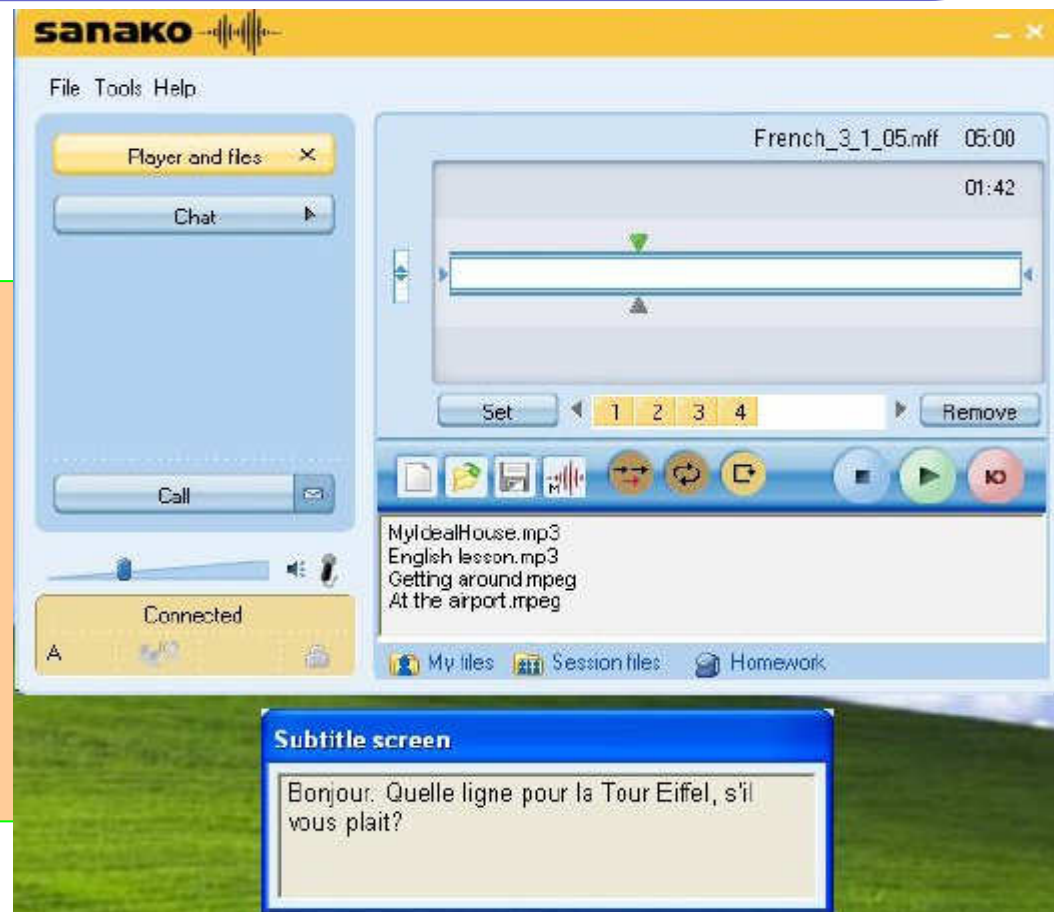 sanako
File Tools Help
Player and files
Chat
Call
Connected
A
French_3_1_05.mff 05:00
01:42
Set 1 2 3 4 Remove
M
MyIdealHouse.mp3
English lesson.mp3
Getting around.mpeg
At the airport.mpeg
My files Session files Homework
Subtitle screen
Bonjour. Quelle ligne pour la Tour Eiffel, s'il
vous plait?